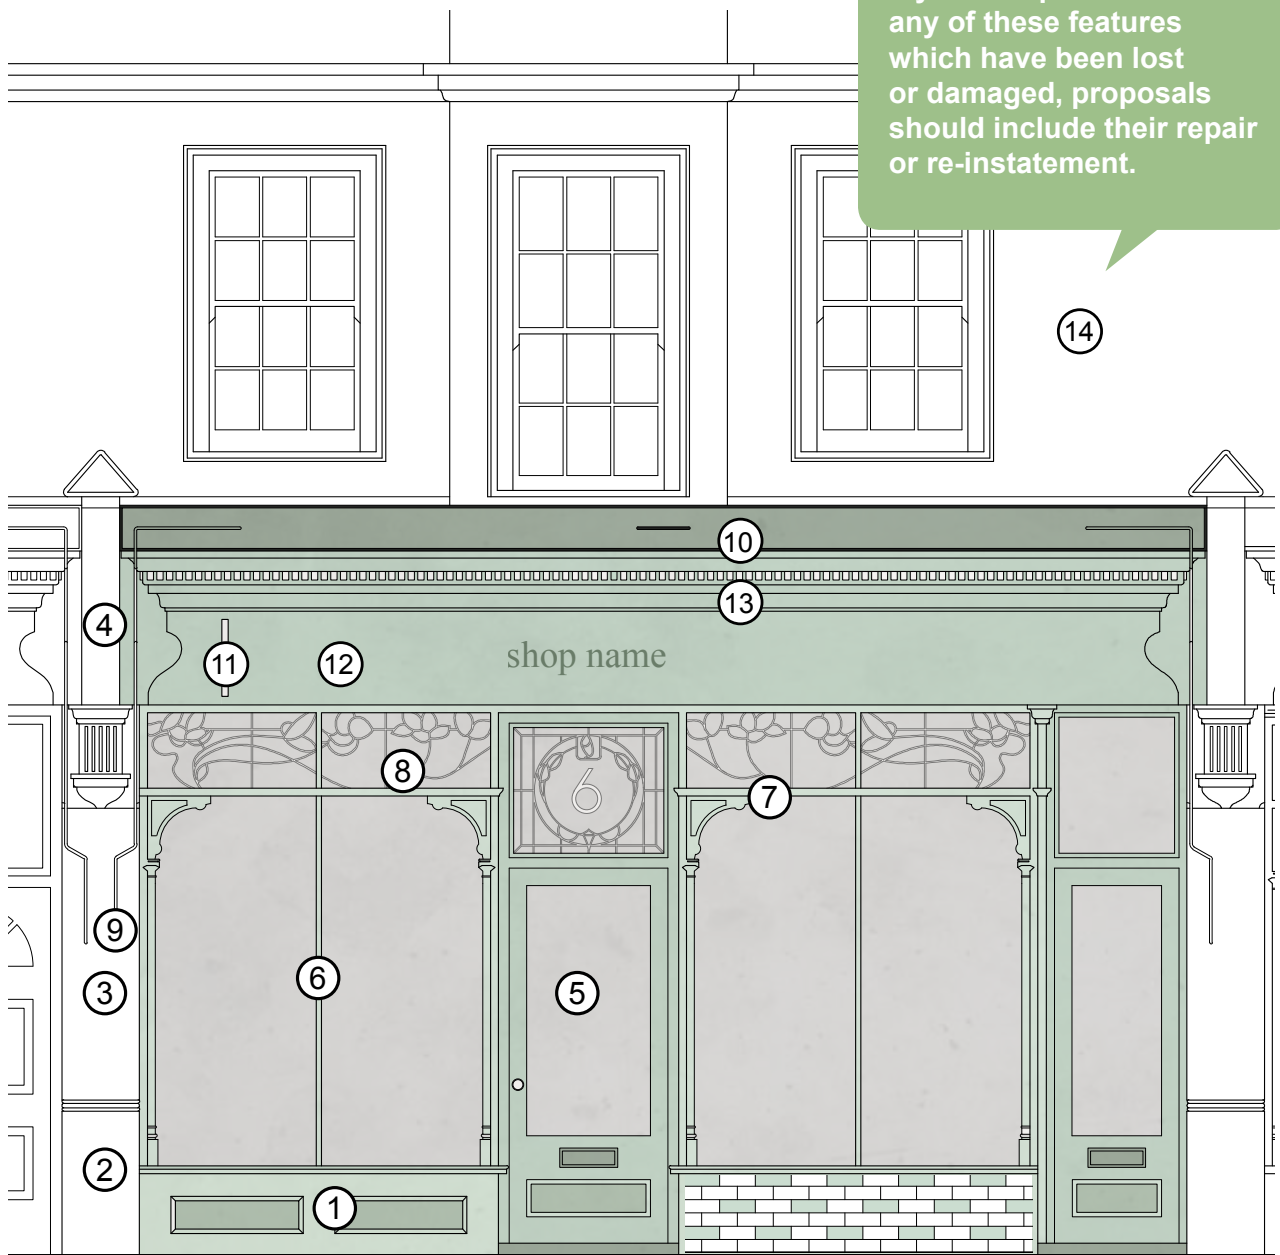 any of these features
which have been lost
or damaged, proposals
should include their repair
or re-instatement.
14
10
13
4
11
12
shop name
8
6
7
9
6
5
3
2
1